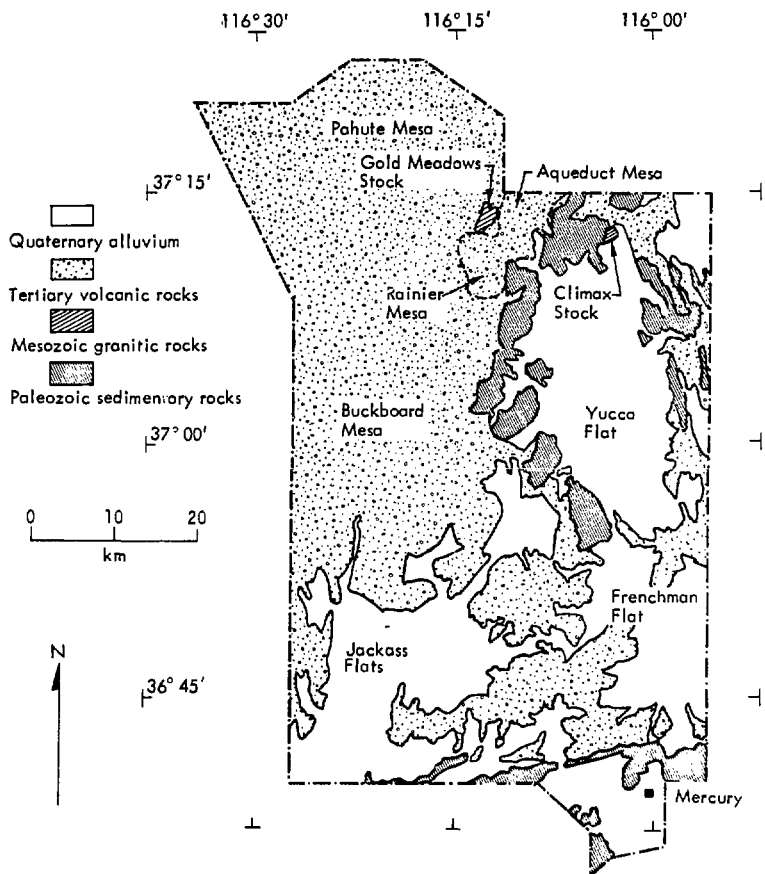 116°30′
116°15′
116°00′
Pahute Mesa
Gold Meadows
Stock
Aqueduct Mesa
37°15′
Quaternary alluvium
Tertiary volcanic rocks
Mesozoic granitic rocks
Paleozoic sedimentary rocks
Rainier
Mesa
Climax
Stock
Buckboard
Mesa
Yucca
Flat
37°00′
0 10 20
km
Frenchman
Flat
Jackass
Flats
N
36°45′
Mercury